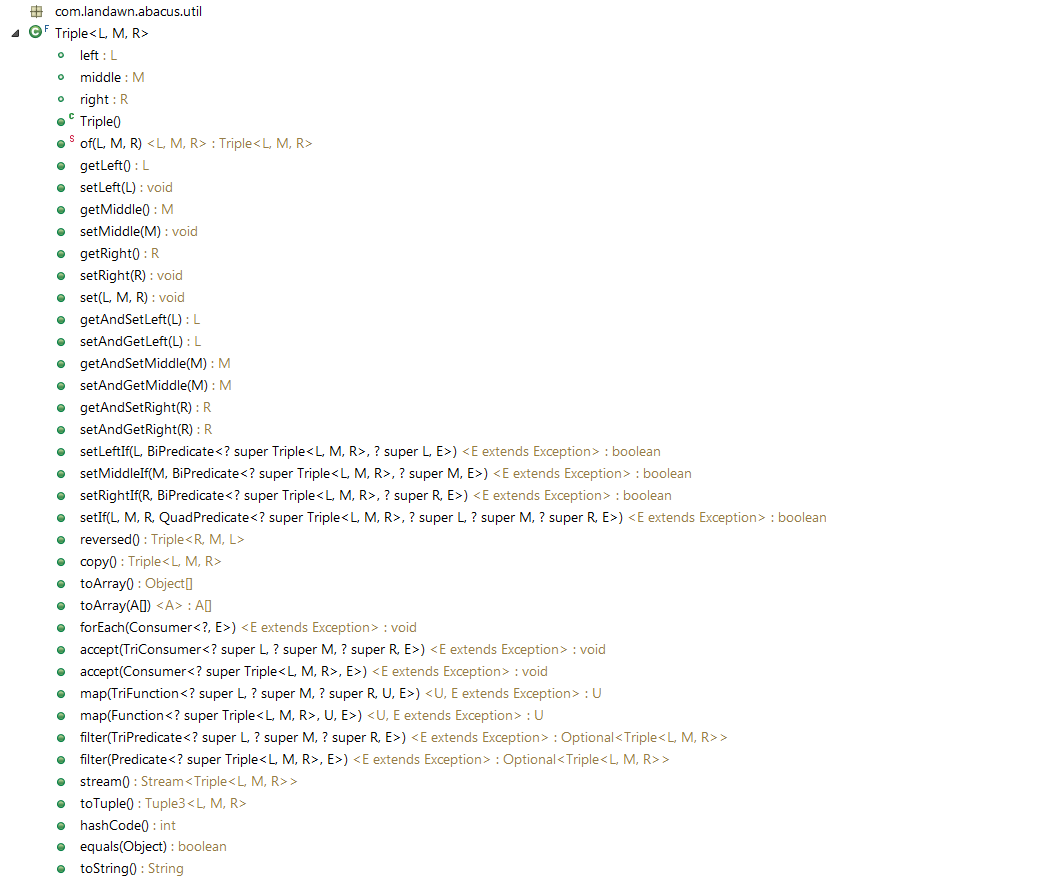 com.landawn.abacus.util
C F Triple<L, M, R>
left : L
middle : M
right : R
C Triple()
S of(L, M, R) <L, M, R> : Triple<L, M, R>
getLeft() : L
setLeft(L) : void
getMiddle() : M
setMiddle(M) : void
getRight() : R
setRight(R) : void
set(L, M, R) : void
getAndSetLeft(L) : L
setAndGetLeft(L) : L
getAndSetMiddle(M) : M
setAndGetMiddle(M) : M
getAndSetRight(R) : R
setAndGetRight(R) : R
setLeftIf(L, BiPredicate<? super Triple<L, M, R>, ? super L, E>) <E extends Exception> : boolean
setMiddleIf(M, BiPredicate<? super Triple<L, M, R>, ? super M, E>) <E extends Exception> : boolean
setRightIf(R, BiPredicate<? super Triple<L, M, R>, ? super R, E>) <E extends Exception> : boolean
setIf(L, M, R, QuadPredicate<? super Triple<L, M, R>, ? super L, ? super M, ? super R, E>) <E extends Exception> : boolean
reversed() : Triple<R, M, L>
copy() : Triple<L, M, R>
toArray() : Object[]
toArray(A[]) <A> : A[]
forEach(Consumer<?, E>) <E extends Exception> : void
accept(TriConsumer<? super L, ? super M, ? super R, E>) <E extends Exception> : void
accept(Consumer<? super Triple<L, M, R>, E>) <E extends Exception> : void
map(TriFunction<? super L, ? super M, ? super R, U, E>) <U, E extends Exception> : U
map(Function<? super Triple<L, M, R>, U, E>) <U, E extends Exception> : U
filter(TriPredicate<? super L, ? super M, ? super R, E>) <E extends Exception> : Optional<Triple<L, M, R>>
filter(Predicate<? super Triple<L, M, R>, E>) <E extends Exception> : Optional<Triple<L, M, R>>
stream() : Stream<Triple<L, M, R>>
toTuple() : Tuple3<L, M, R>
hashCode() : int
equals(Object) : boolean
toString() : String